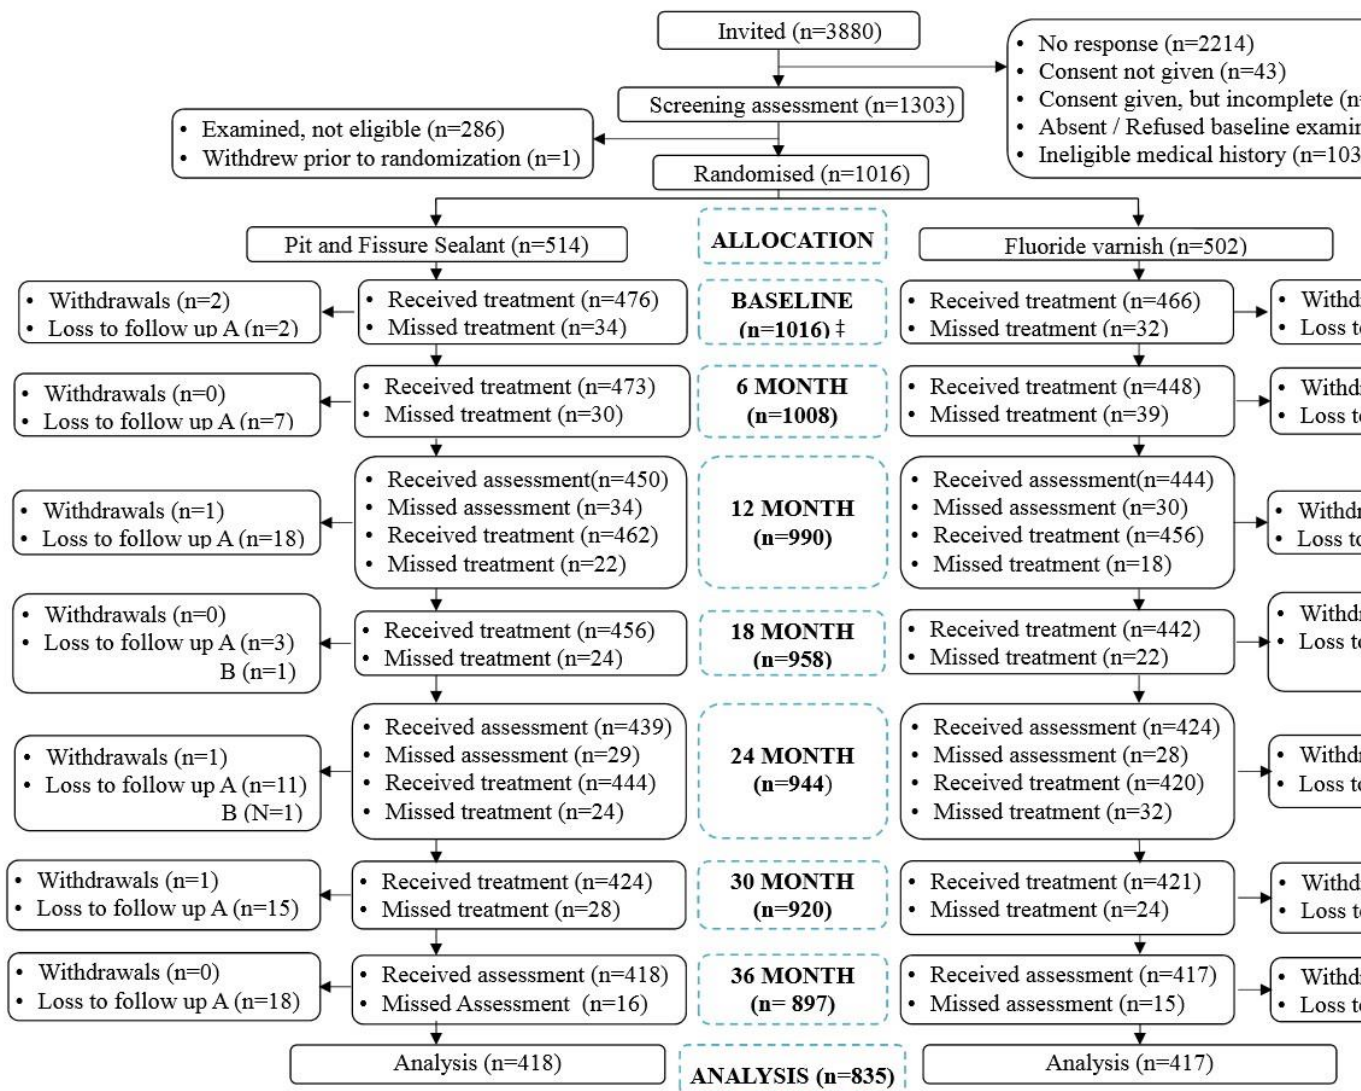 Invited (n=3880)
• No response (n=2214)
• Consent not given (n=43)
• Consent given, but incomplete (n=
• Absent / Refused baseline
• Ineligible medical history (n=103
Screening assessment (n=1303)
• Examined, not eligible (n=286)
• Withdrew prior to randomization (n=1)
Randomised (n=1016)
ALLOCATION
Pit and Fissure Sealant (n=514)
Fluoride varnish (n=502)
• Withdrawals (n=2)
• Loss to follow up A (n=2)
• Received treatment (n=476)
• Missed treatment (n=34)
BASELINE
(n=1016) ‡
• Received treatment (n=466)
• Missed treatment (n=32)
•
• Loss
• Withdrawals (n=0)
• Loss to follow up A (n=7)
• Received treatment (n=473)
• Missed treatment (n=30)
6 MONTH
(n=1008)
• Received treatment (n=448)
• Missed treatment (n=39)
•
• Loss
• Withdrawals (n=1)
• Loss to follow up A (n=18)
• Received assessment(n=450)
• Missed assessment (n=34)
• Received treatment (n=462)
• Missed treatment (n=22)
12 MONTH
(n=990)
• Received assessment(n=444)
• Missed assessment (n=30)
• Received treatment (n=456)
• Missed treatment (n=18)
•
• Loss
• Withdrawals (n=0)
• Loss to follow up A (n=3)
B (n=1)
• Received treatment (n=456)
• Missed treatment (n=24)
18 MONTH
(n=958)
• Received treatment (n=442)
• Missed treatment (n=22)
•
• Loss
• Withdrawals (n=1)
• Loss to follow up A (n=11)
B (N=1)
• Received assessment (n=439)
• Missed assessment (n=29)
• Received treatment (n=444)
• Missed treatment (n=24)
24 MONTH
(n=944)
• Received assessment (n=424)
• Missed assessment (n=28)
• Received treatment (n=420)
• Missed treatment (n=32)
•
• Loss
• Withdrawals (n=1)
• Loss to follow up A (n=15)
• Received treatment (n=424)
• Missed treatment (n=28)
30 MONTH
(n=920)
• Received treatment (n=421)
• Missed treatment (n=24)
•
• Loss
• Withdrawals (n=0)
• Loss to follow up A (n=18)
• Received assessment (n=418)
• Missed Assessment (n=16)
36 MONTH
(n= 897)
• Received assessment (n=417)
• Missed assessment (n=15)
•
• Loss
Analysis (n=418)
ANALYSIS (n=835)
Analysis (n=417)